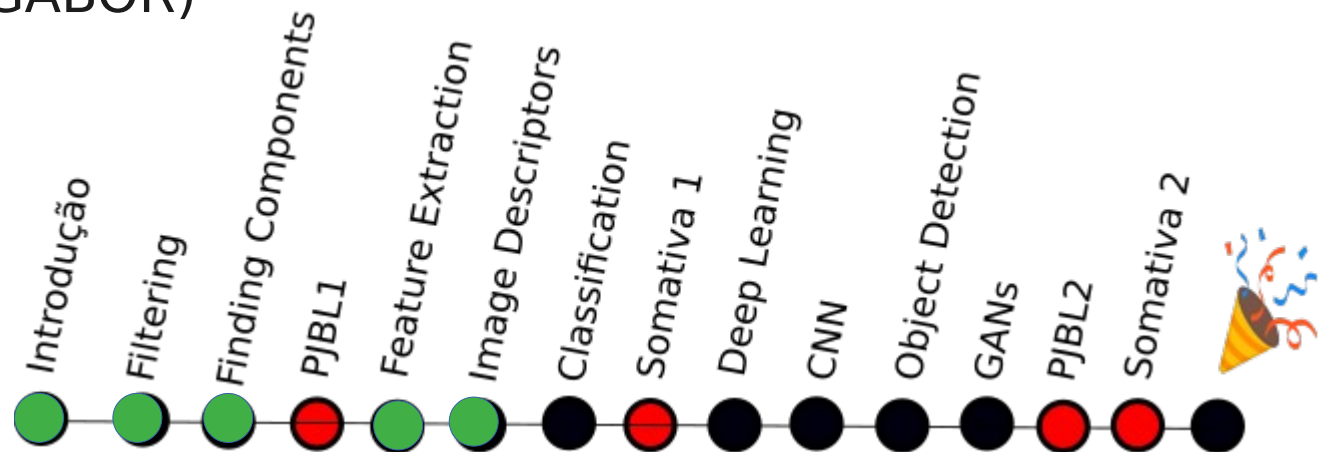 GABOR)
Introdução
Filtering
Finding Components
PJBL1
Feature Extraction
Image Descriptors
Classification
Somativa 1
Deep Learning
CNN
Object Detection
GANs
PJBL2
Somativa 2